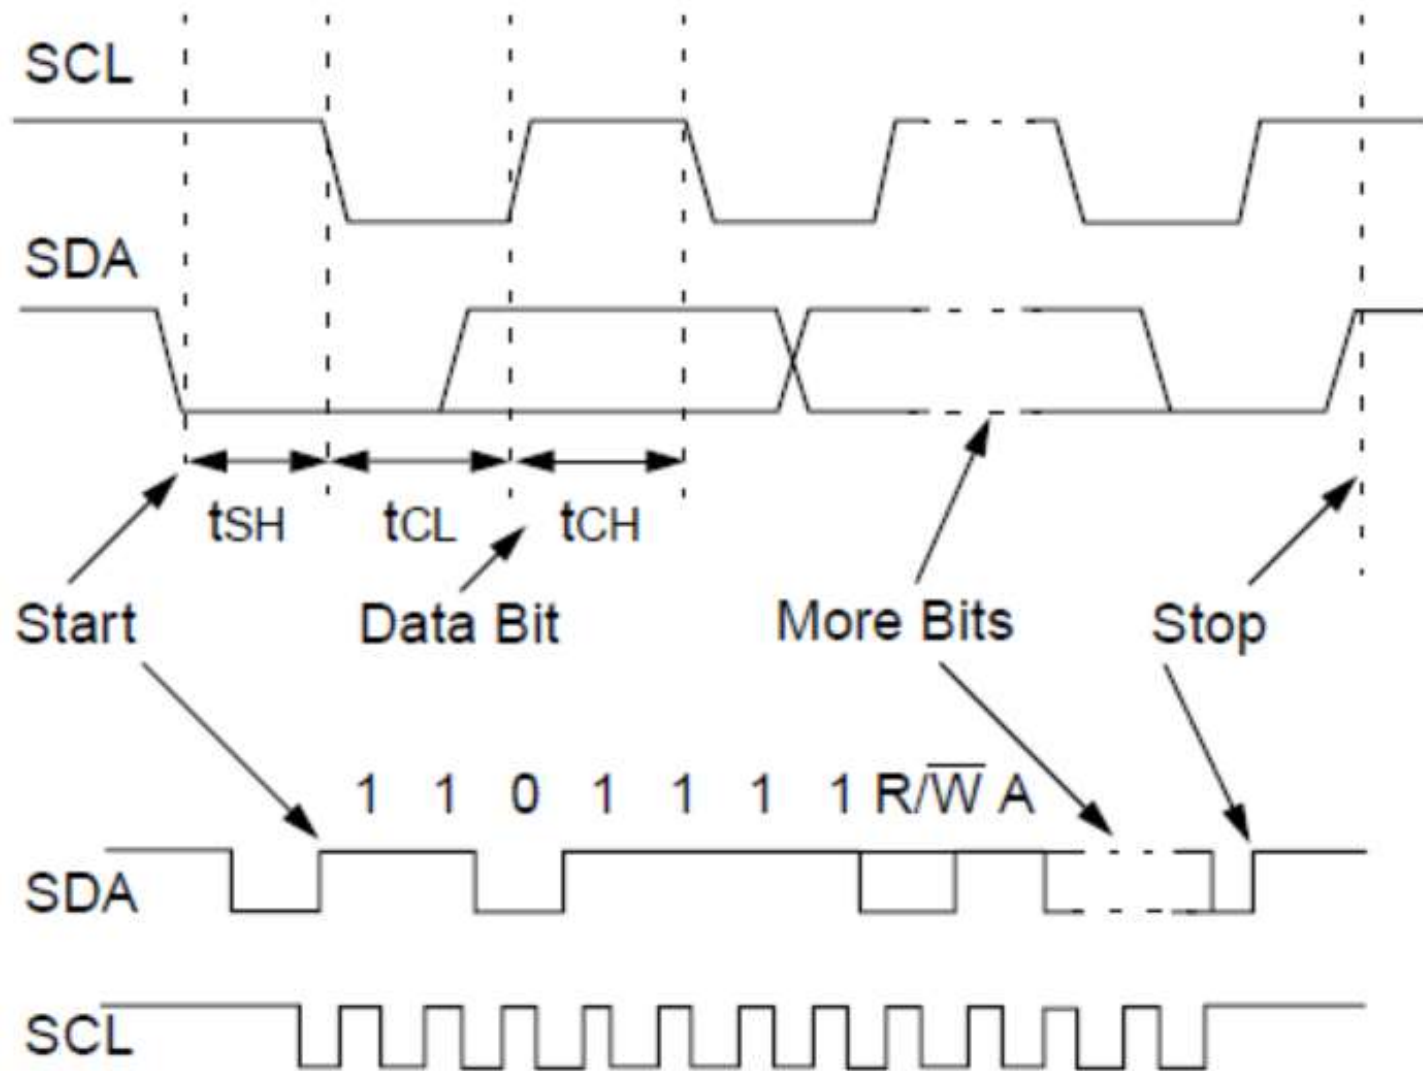 SCL
SDA
tSH tCL tCH
Start Data Bit More Bits Stop
1 1 0 1 1 1 1 R/W̅ A
SDA
SCL